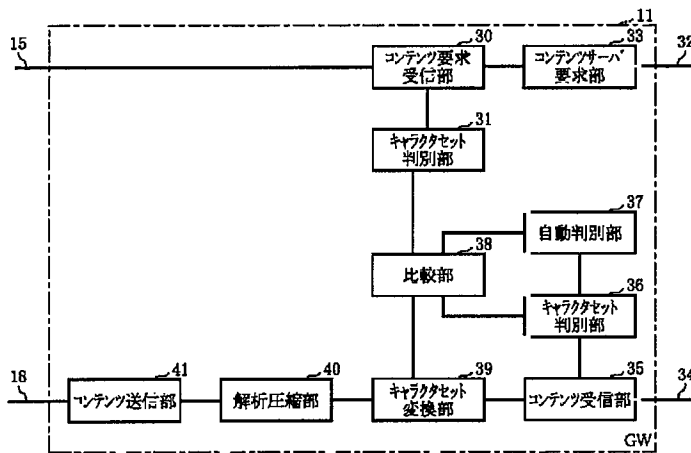 11
15
30
コンテンツ要求
受信部
33
コンテンツサーバ
要求部
32
31
キャラクタセット
判別部
37
自動判別部
38
比較部
36
キャラクタセット
判別部
18
41
コンテンツ送信部
40
解析圧縮部
39
キャラクタセット
変換部
35
コンテンツ受信部
34
GW